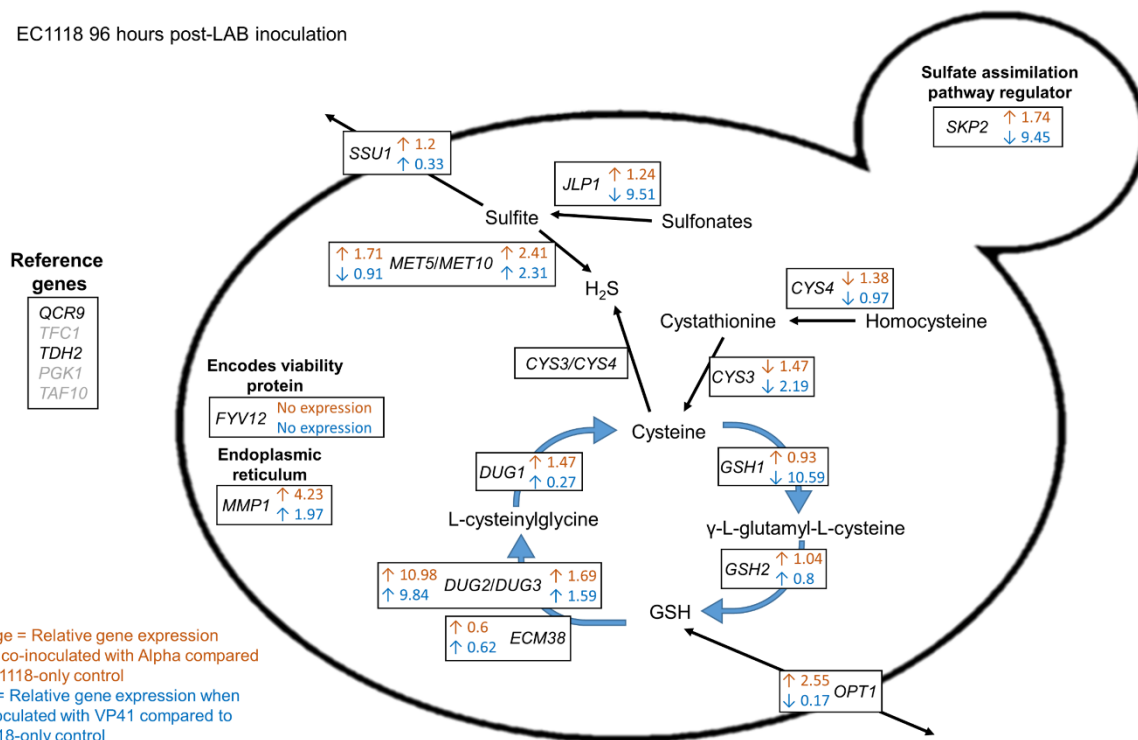 EC1118 96 hours post-LAB inoculation
Sulfate assimilation
pathway regulator
SKP2 ↑ 1.74
↓ 9.45
SSU1 ↑ 1.2
↑ 0.33
JLP1 ↑ 1.24
↓ 9.51
Sulfite
Sulfonates
↑ 1.71 MET5/MET10 ↑ 2.41
↓ 0.91 ↑ 2.31
H₂S
CYS4 ↓ 1.38
↓ 0.97
Cystathionine
Homocysteine
Reference
genes
QCR9
TFC1
TDH2
PGK1
TAF10
CYS3/CYS4
CYS3 ↓ 1.47
↓ 2.19
Encodes viability
protein
FYV12 No expression
No expression
Cysteine
Endoplasmic
reticulum
MMP1 ↑ 4.23
↑ 1.97
DUG1 ↑ 1.47
↑ 0.27
GSH1 ↑ 0.93
↓ 10.59
L-cysteinylglycine
γ-L-glutamyl-L-cysteine
GSH2 ↑ 1.04
↑ 0.8
↑ 10.98 DUG2/DUG3 ↑ 1.69
↑ 9.84 ↑ 1.59
GSH
↑ 0.6 ECM38
↑ 0.62
↑ 2.55 OPT1
↓ 0.17
ge = Relative gene expression
co-inoculated with Alpha compared
1118-only control
= Relative gene expression when
oculated with VP41 compared to
18-only control